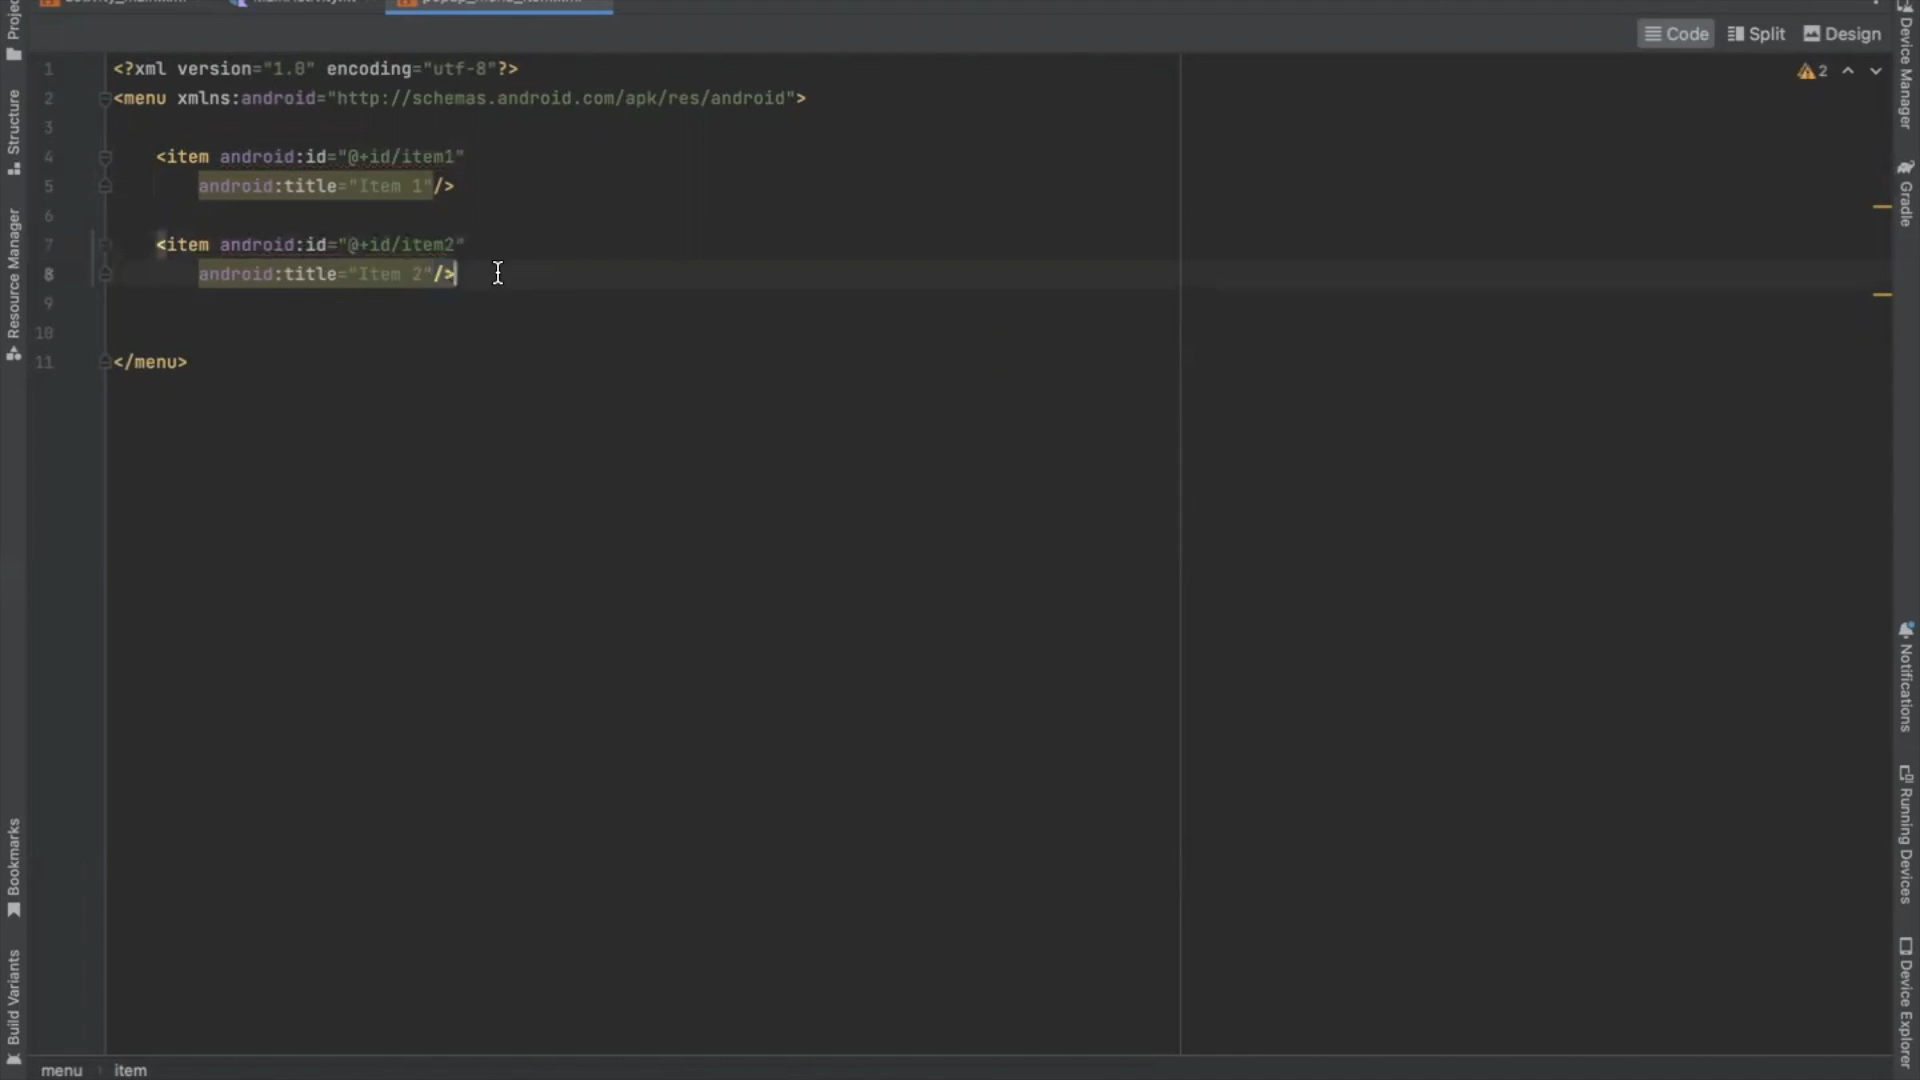 Code Split Design
<?xml version="1.0" encoding="utf-8"?>
<menu xmlns:android="http://schemas.android.com/apk/res/android">
<item android:id="@+id/item1"
android:title="Item 1"/>
<item android:id="@+id/item2"
android:title="Item 2"/>
</menu>
1
2
3
4
5
6
7
8
9
10
11
2
Structure
Resource Manager
Bookmarks
Build Variants
Device Manager
Gradle
Notifications
Running Devices
Device Explorer
menu item